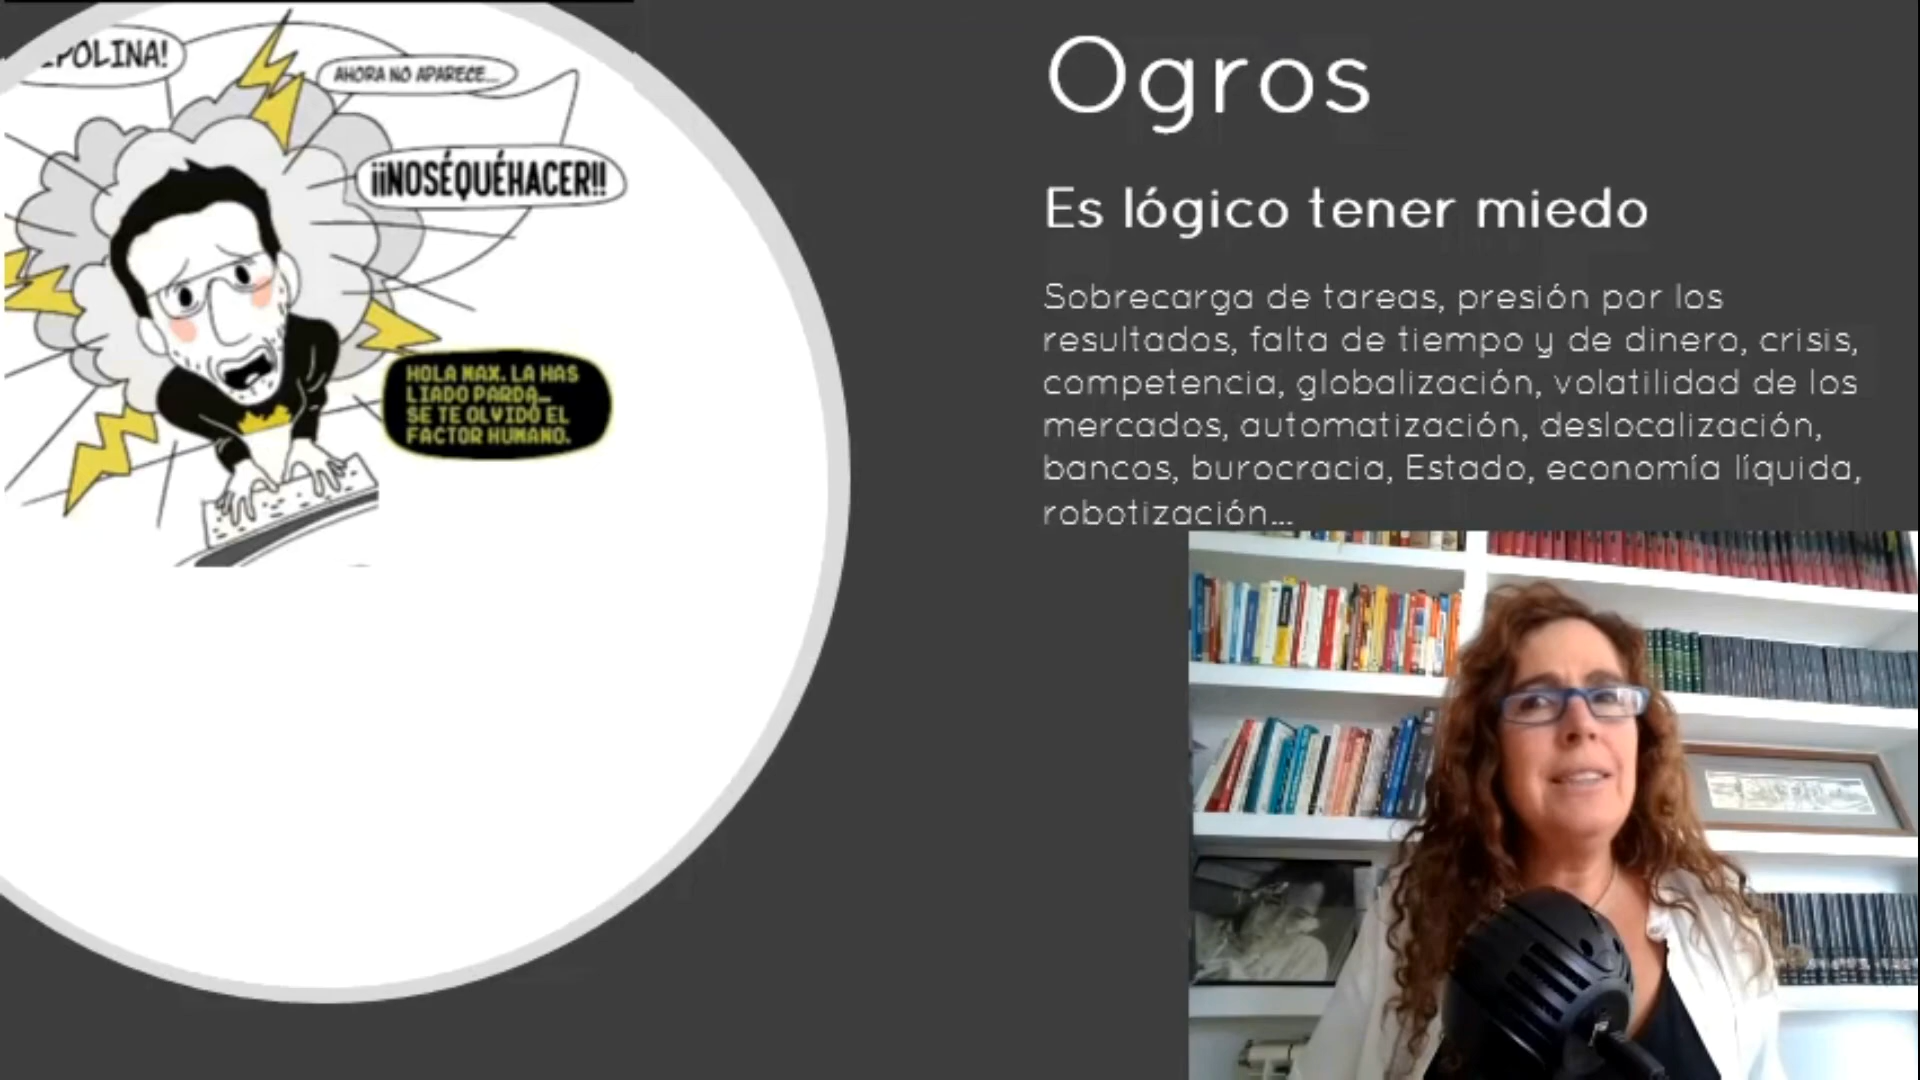 POLINA!
AHORA NO APARECE...
¡¡NOSÉQUÉHACER!!
HOLA MAX. LA HAS
LIADO PARDA...
SE TE OLVIDÓ EL
FACTOR HUMANO.
Ogros
Es lógico tener miedo
Sobrecarga de tareas, presión por los
resultados, falta de tiempo y de dinero, crisis,
competencia, globalización, volatilidad de los
mercados, automatización, deslocalización,
bancos, burocracia, Estado, economía líquida,
robotización...